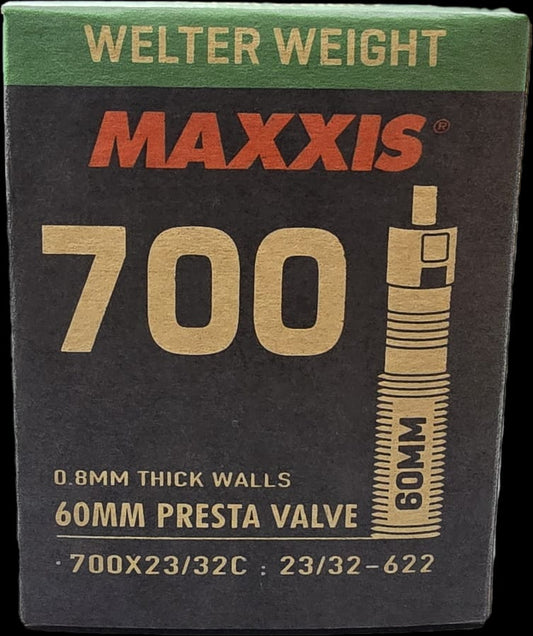 WELTER WEIGHT
MAXXIS®
700
60MM
0.8MM THICK WALLS
60MM PRESTA VALVE
· 700X23/32C : 23/32-622